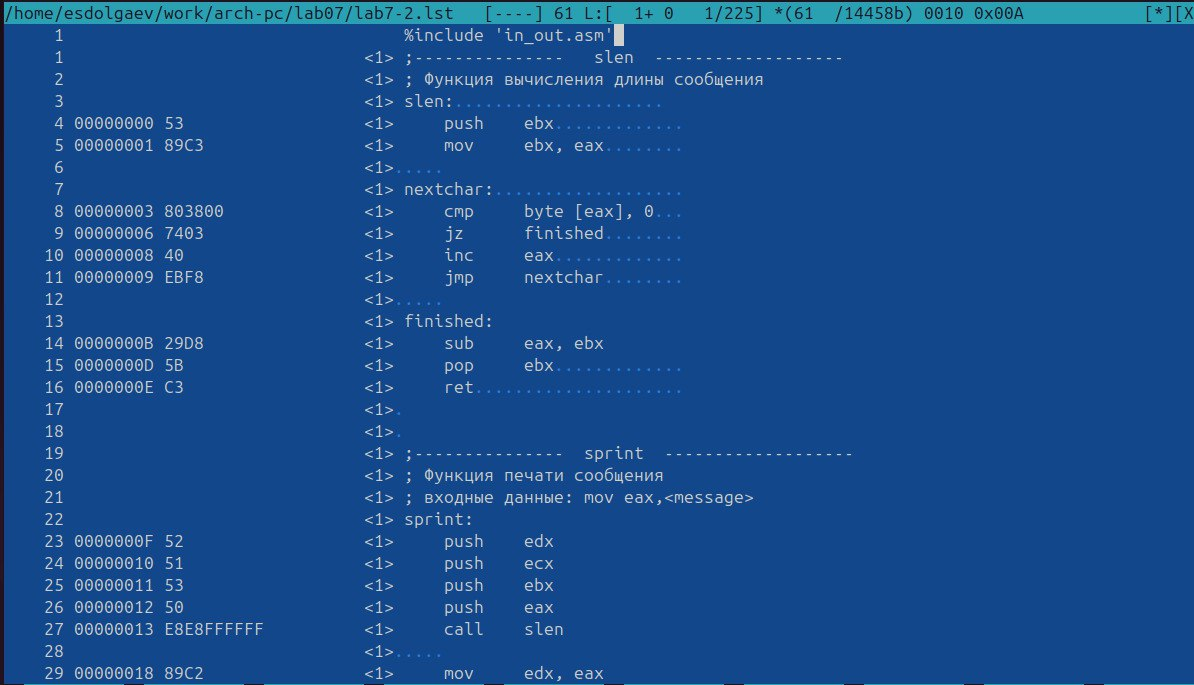 /home/esdolgaev/work/arch-pc/lab07/lab7-2.lst   [----] 61 L:[  1+ 0   1/225] *(61  /14458b) 0010 0x00A            [*][X
     1                                  %include 'in_out.asm'
     1                              <1> ;---------------   slen  -------------------
     2                              <1> ; Функция вычисления длины сообщения
     3                              <1> slen:.....................
     4 00000000 53                  <1>     push    ebx.............
     5 00000001 89C3                <1>     mov     ebx, eax........
     6                              <1>.....
     7                              <1> nextchar:...................
     8 00000003 803800              <1>     cmp     byte [eax], 0...
     9 00000006 7403                <1>     jz      finished........
    10 00000008 40                  <1>     inc     eax.............
    11 00000009 EBF8                <1>     jmp     nextchar........
    12                              <1>.....
    13                              <1> finished:
    14 0000000B 29D8                <1>     sub     eax, ebx
    15 0000000D 5B                  <1>     pop     ebx.............
    16 0000000E C3                  <1>     ret.....................
    17                              <1>.
    18                              <1>.
    19                              <1> ;---------------  sprint  -------------------
    20                              <1> ; Функция печати сообщения
    21                              <1> ; входные данные: mov eax,<message>
    22                              <1> sprint:
    23 0000000F 52                  <1>     push    edx
    24 00000010 51                  <1>     push    ecx
    25 00000011 53                  <1>     push    ebx
    26 00000012 50                  <1>     push    eax
    27 00000013 E8E8FFFFFF          <1>     call    slen
    28                              <1>.....
    29 00000018 89C2                <1>     mov     edx, eax